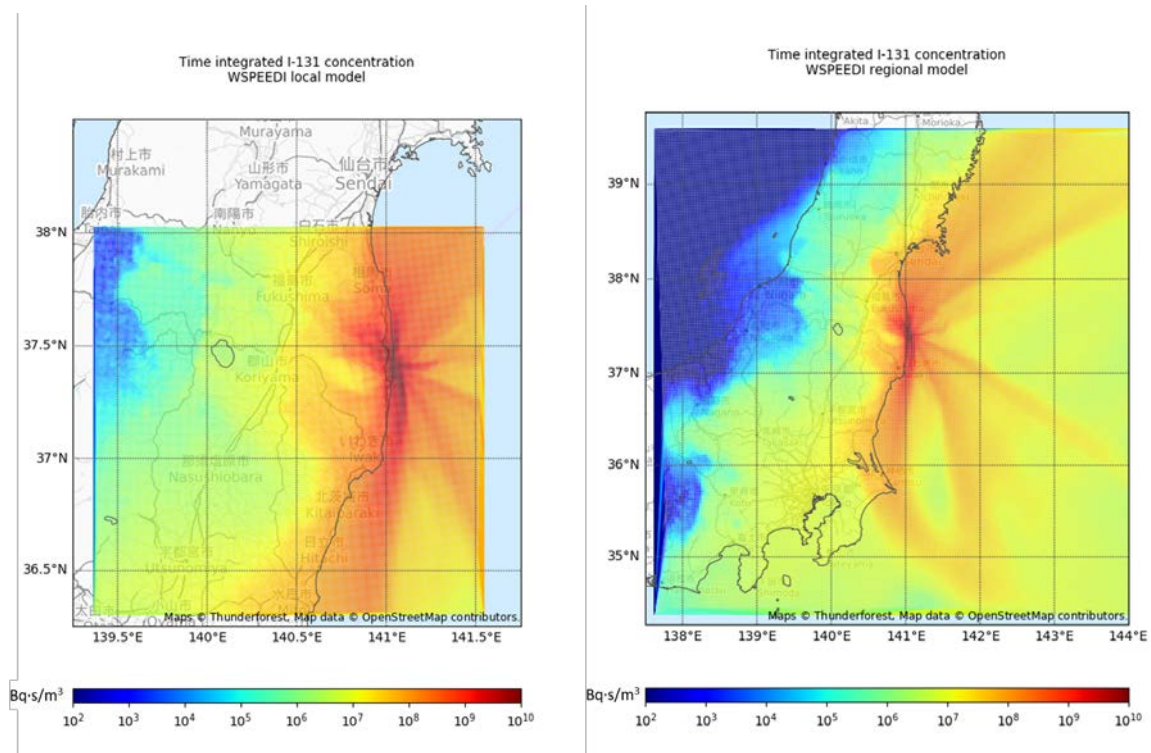 Time integrated I-131 concentration
WSPEEDI local model
村上市
Murakami
Murayama
山形市
Yamagata
仙台市
Sendai
南陽市
Shiroishi
福島市
Fukushima
Soma
郡山市
Koriyama
いわき市
Iwaki
那須塩原市
Nasushiobara
北茨城市
Kitaibaraki
日立市
Hitachi
宇都宮市
Utsunomiya
38°N
37.5°N
37°N
36.5°N
Maps © Thunderforest, Map data © OpenStreetMap contributors.
139.5°E 140.0°E 140.5°E 141.0°E 141.5°E
Bq·s/m³
10² 10³ 10⁴ 10⁵ 10⁶ 10⁷ 10⁸ 10⁹ 10¹⁰
Time integrated I-131 concentration
WSPEEDI regional model
Akita
Morioka
39°N
38°N
37°N
36°N
35°N
Maps © Thunderforest, Map data © OpenStreetMap contributors.
138°E 139°E 140°E 141°E 142°E 143°E 144°E
Bq·s/m³
10² 10³ 10⁴ 10⁵ 10⁶ 10⁷ 10⁸ 10⁹ 10¹⁰